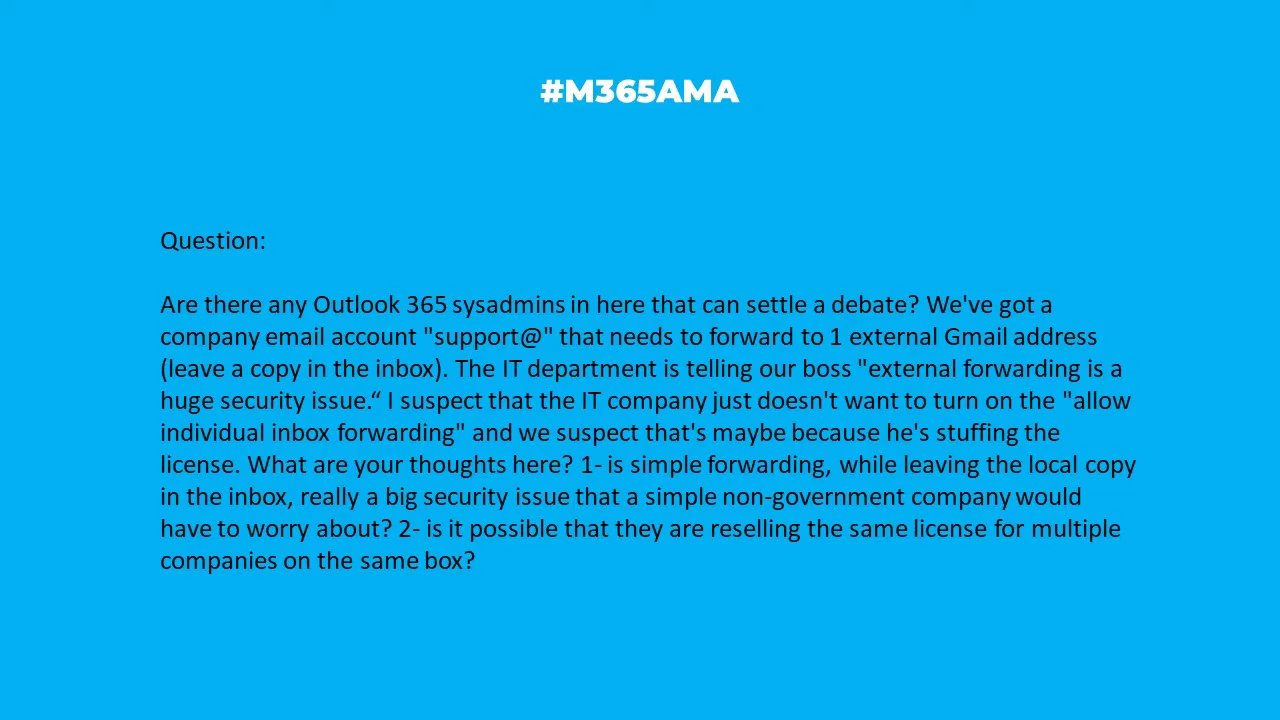 #M365AMA
Question:
Are there any Outlook 365 sysadmins in here that can settle a debate? We've got a
company email account "support@" that needs to forward to 1 external Gmail address
(leave a copy in the inbox). The IT department is telling our boss "external forwarding is a
huge security issue.“ I suspect that the IT company just doesn't want to turn on the "allow
individual inbox forwarding" and we suspect that's maybe because he's stuffing the
license. What are your thoughts here? 1- is simple forwarding, while leaving the local copy
in the inbox, really a big security issue that a simple non-government company would
have to worry about? 2- is it possible that they are reselling the same license for multiple
companies on the same box?